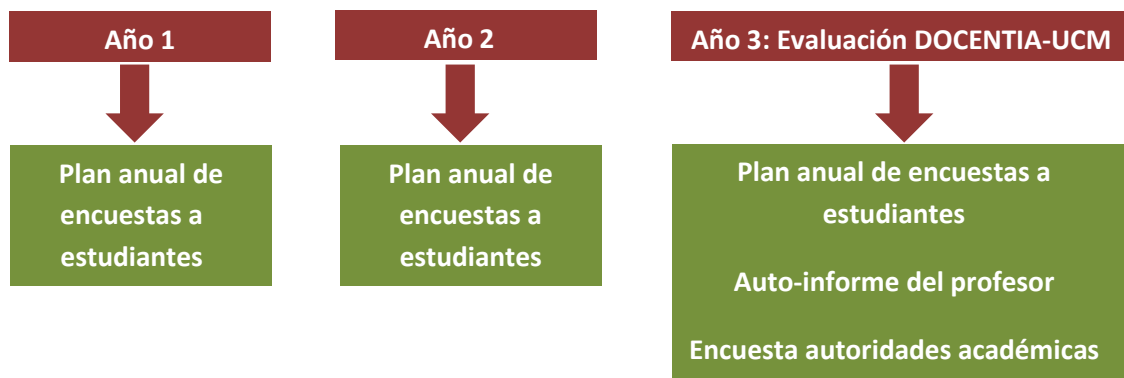 Año 1
Plan anual de
encuestas a
estudiantes
Año 2
Plan anual de
encuestas a
estudiantes
Año 3: Evaluación DOCENTIA-UCM
Plan anual de encuestas a
estudiantes
Auto-informe del profesor
Encuesta autoridades académicas